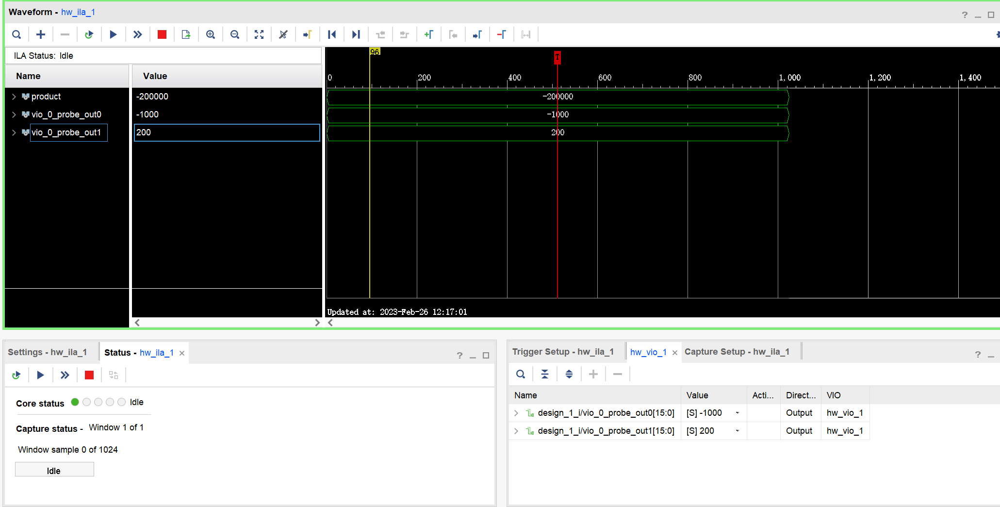 Waveform - hw_ila_1
ILA Status: Idle
Name Value
96
T
0 200 400 600 800 1,000 1,200 1,400
product -200000 -200000
vio_0_probe_out0 -1000 -1000
vio_0_probe_out1 200 200
Updated at: 2023-Feb-26 12:17:01
Settings - hw_ila_1 Status - hw_ila_1
Core status Idle
Capture status - Window 1 of 1
Window sample 0 of 1024
Idle
Trigger Setup - hw_ila_1 hw_vio_1 Capture Setup - hw_ila_1
Name Value Acti... Direct... VIO
design_1_i/vio_0_probe_out0[15:0] [S] -1000 Output hw_vio_1
design_1_i/vio_0_probe_out1[15:0] [S] 200 Output hw_vio_1